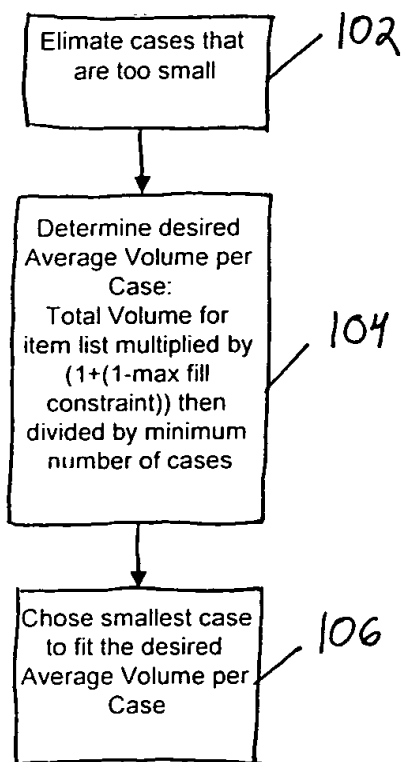 Elimate cases that
are too small
102
Determine desired
Average Volume per
Case:
Total Volume for
item list multiplied by
(1+(1-max fill
constraint)) then
divided by minimum
number of cases
104
Chose smallest case
to fit the desired
Average Volume per
Case
106